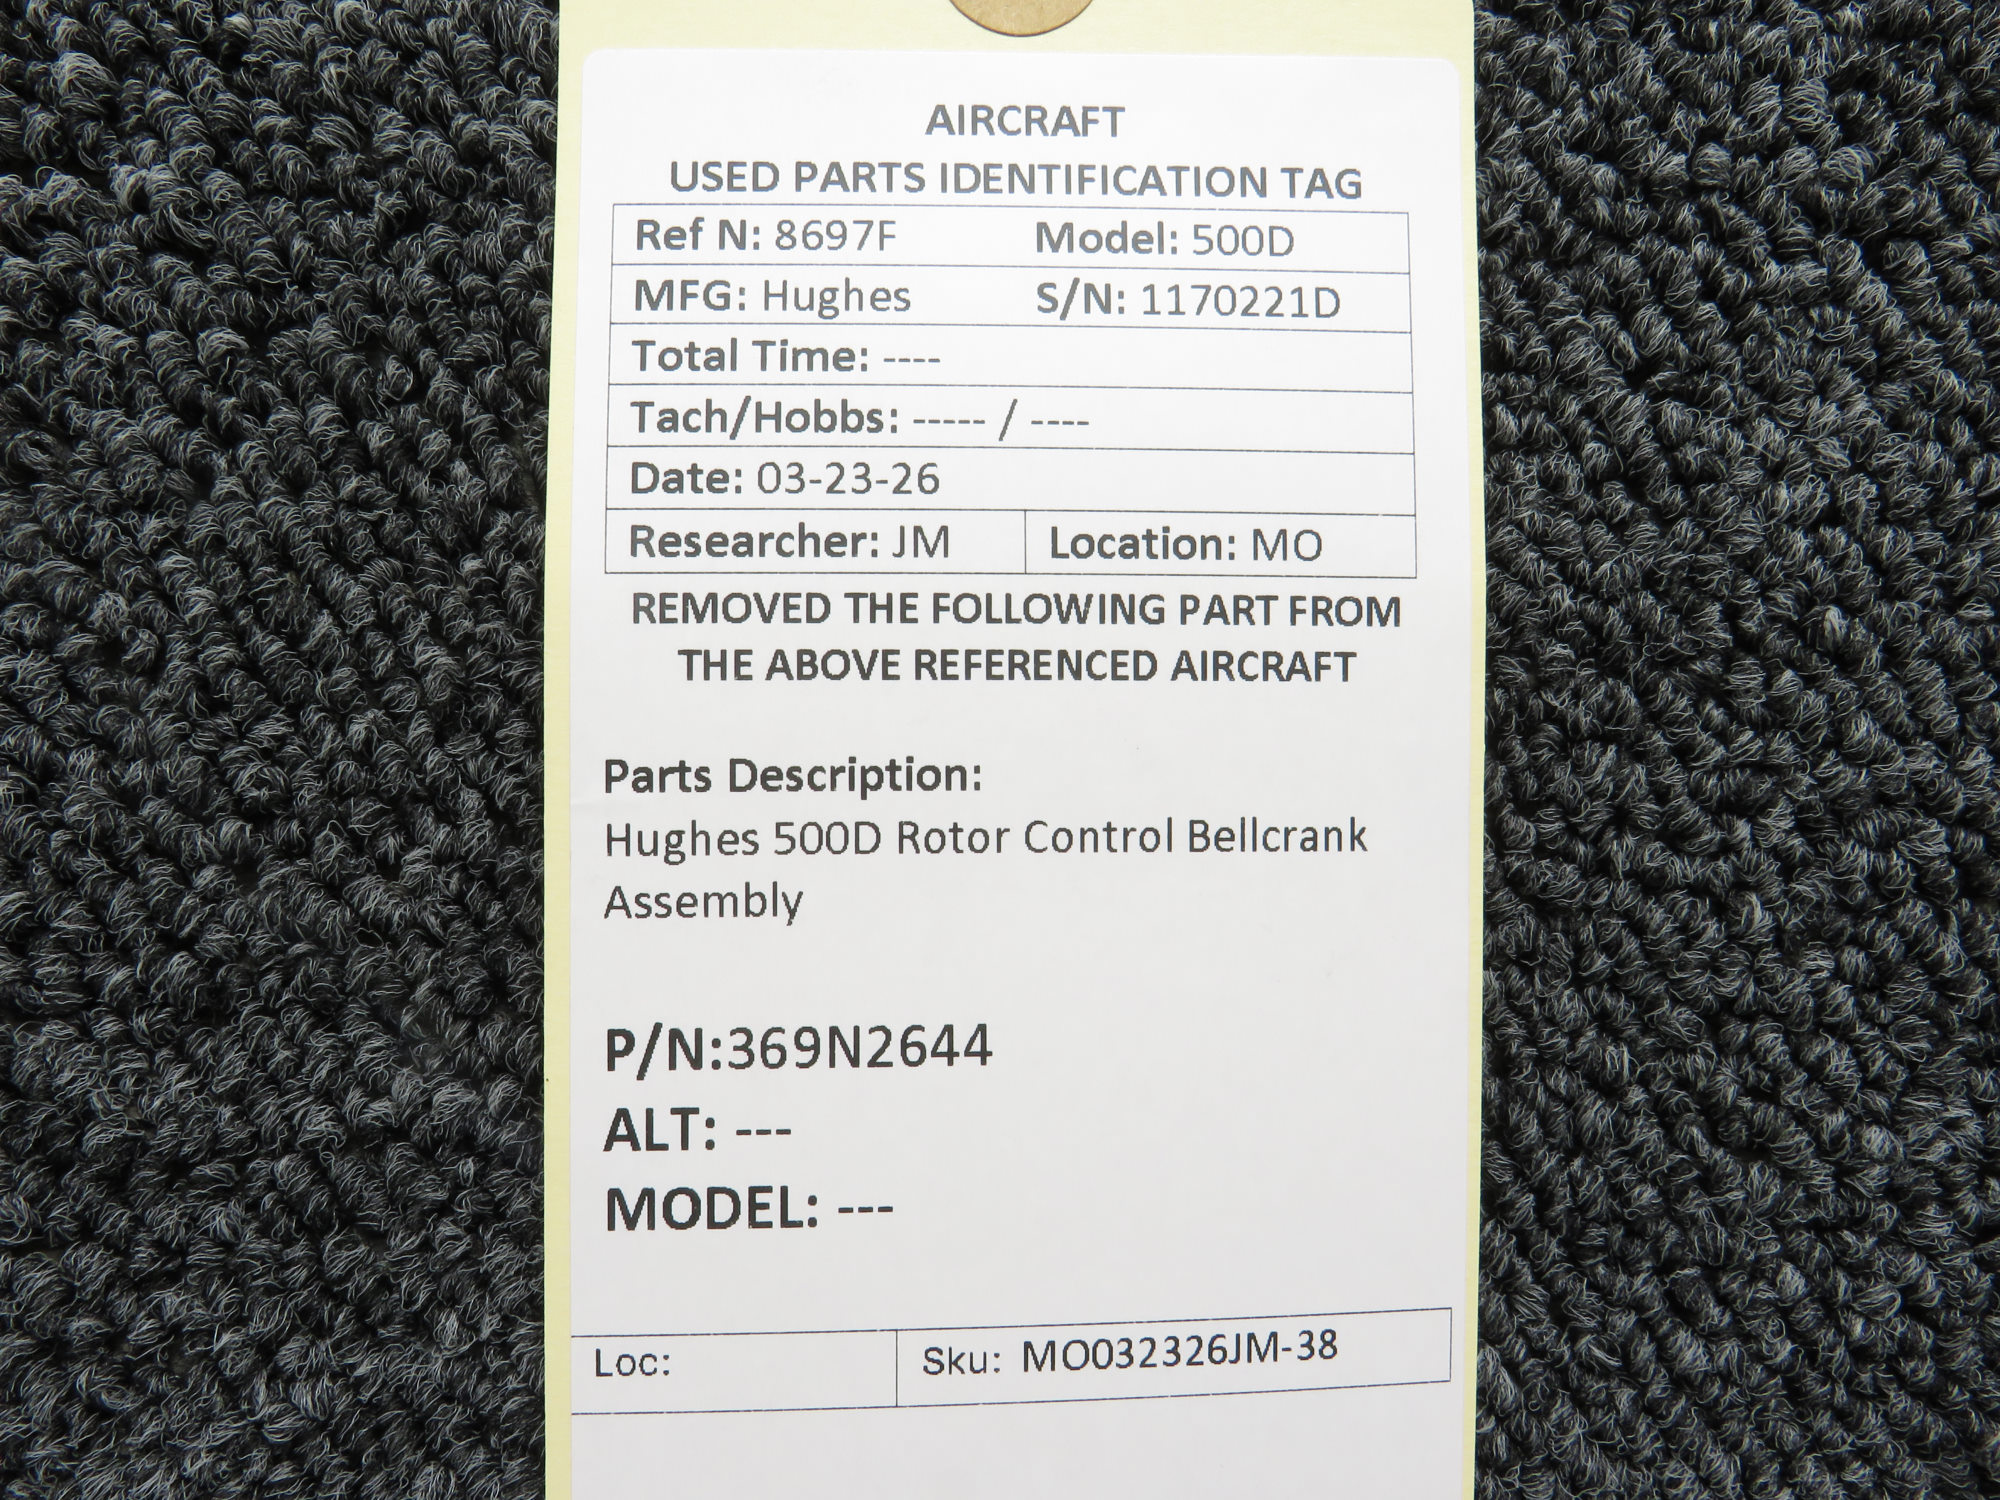 AIRCRAFT
USED PARTS IDENTIFICATION TAG
Ref N: 8697F Model: 500D
MFG: Hughes S/N: 1170221D
Total Time: ----
Tach/Hobbs: ----- / ----
Date: 03-23-26
Researcher: JM Location: MO
REMOVED THE FOLLOWING PART FROM
THE ABOVE REFERENCED AIRCRAFT
Parts Description:
Hughes 500D Rotor Control Bellcrank
Assembly
P/N:369N2644
ALT: ---
MODEL: ---
Loc: Sku: MO032326JM-38